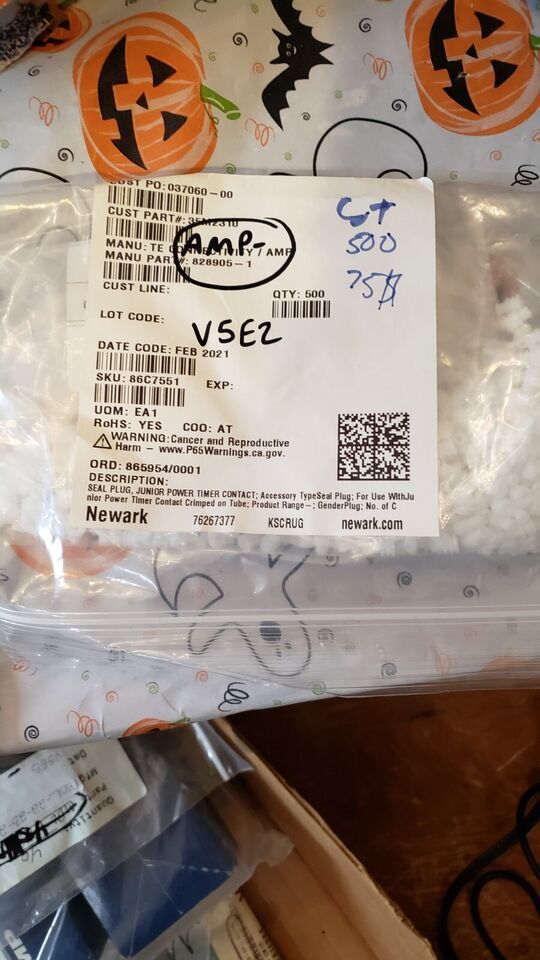 CUST PO: 037060-00
CUST PART#: 35M2310
AMP-
MANU: TE CONNECTIVITY / AMP
MANU PART#: 828905-1
CUST LINE:
QTY: 500
500
75$
LOT CODE:
V5E2
DATE CODE: FEB 2021
SKU: 86C7551 EXP:
UOM: EA1
RoHS: YES COO: AT
WARNING: Cancer and Reproductive
Harm - www.P65Warnings.ca.gov.
ORD: 865954/0001
DESCRIPTION:
SEAL PLUG, JUNIOR POWER TIMER CONTACT; Accessory TypeSeal Plug; For Use WithJu
nior Power Timer Contact Crimped on Tube; Product Range-; GenderPlug; No. of C
Newark 76267377 KSCRUG newark.com
Quantity: